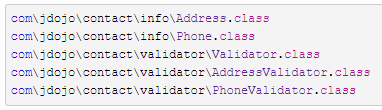 com\jdojo\contact\info\Address.class
com\jdojo\contact\info\Phone.class
com\jdojo\contact\validator\Validator.class
com\jdojo\contact\validator\AddressValidator.class
com\jdojo\contact\validator\PhoneValidator.class